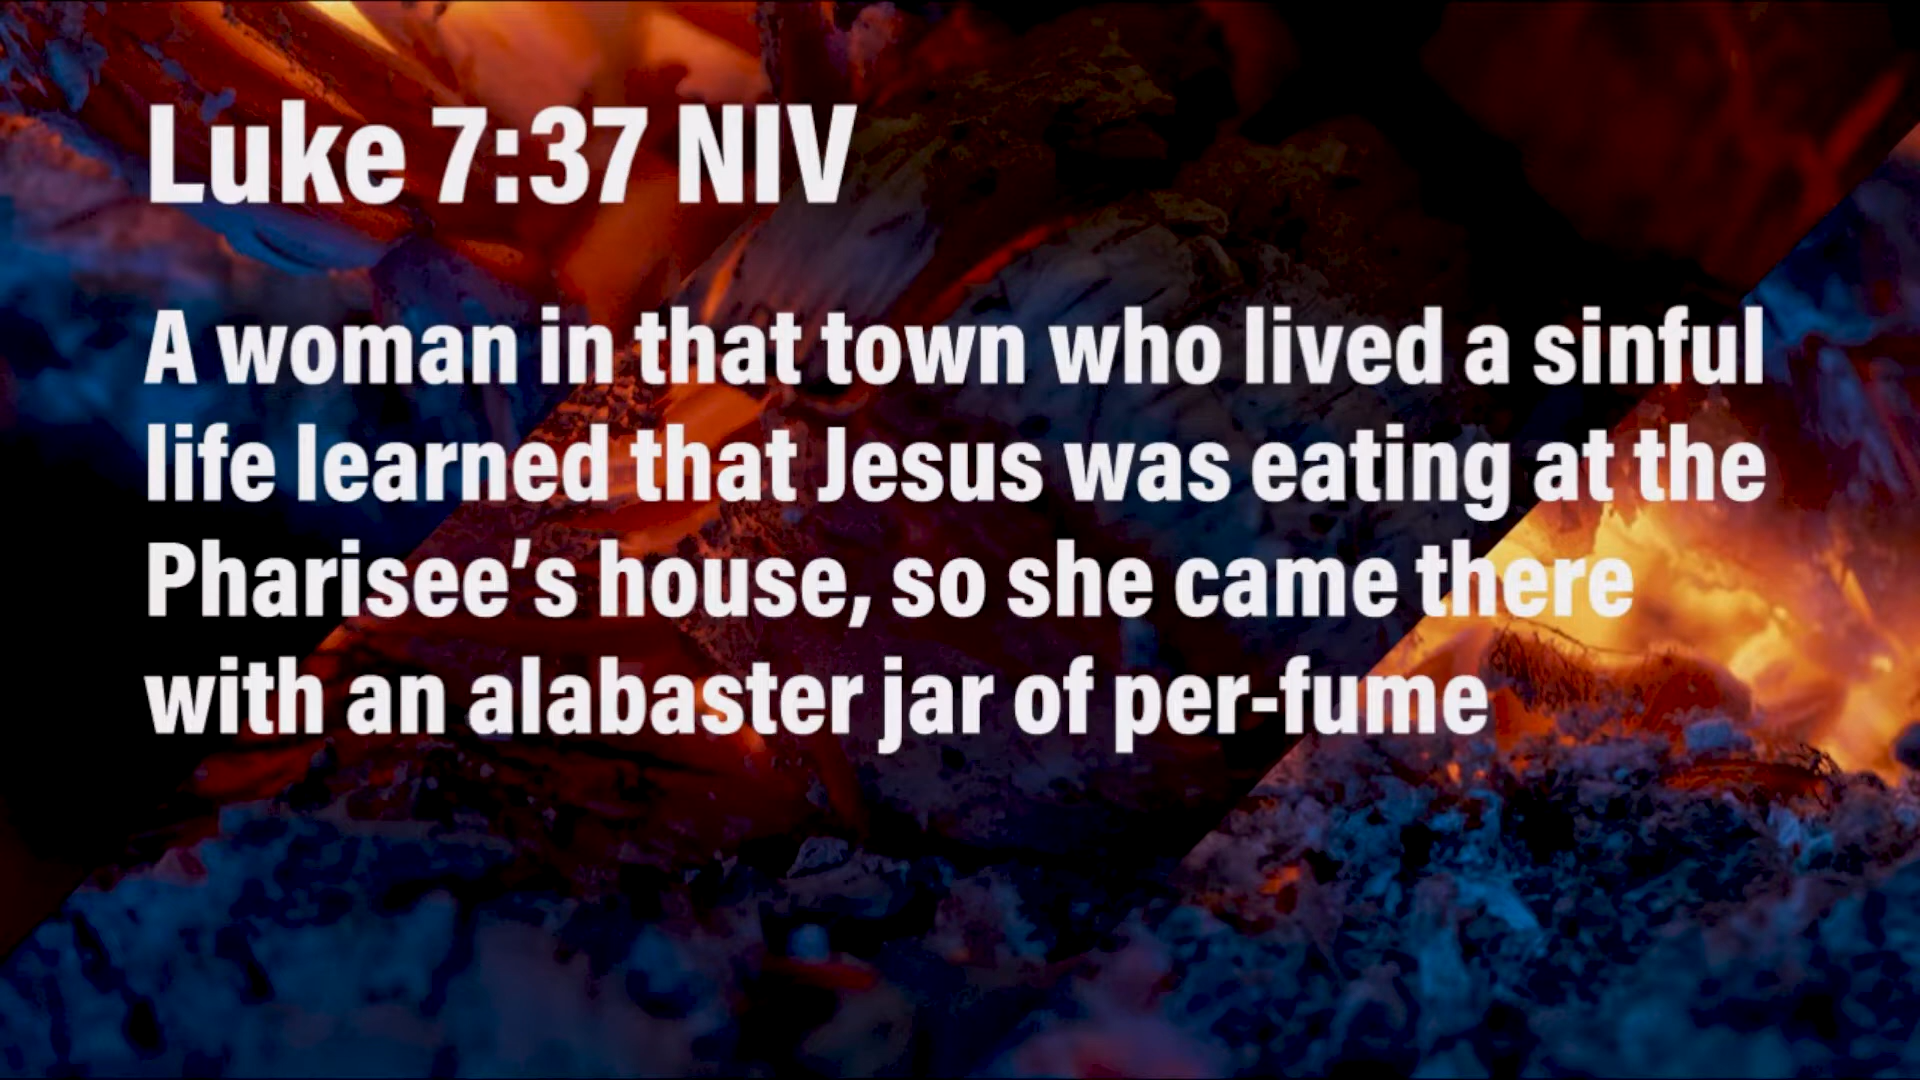 Luke 7:37 NIV
A woman in that town who lived a sinful
life learned that Jesus was eating at the
Pharisee’s house, so she came there
with an alabaster jar of per-fume